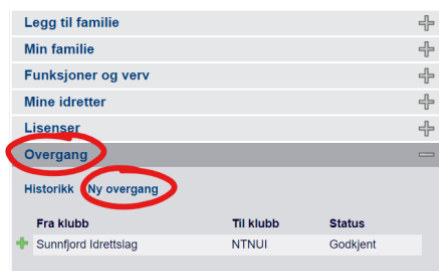 Legg til familie
Min familie
Funksjoner og verv
Mine idretter
Lisenser
Overgang
Historikk Ny overgang
Fra klubb Til klubb Status
Sunnfjord Idrettslag NTNUI Godkjent